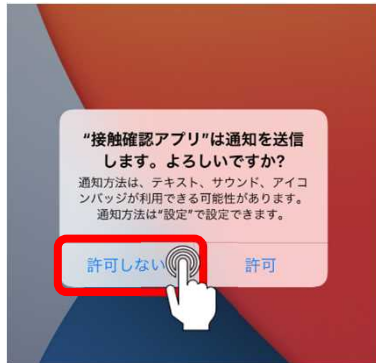 “接触確認アプリ”は通知を送信
します。よろしいですか?
通知方法は、テキスト、サウンド、アイコ
ンバッジが利用できる可能性があります。
通知方法は“設定”で設定できます。
許可しない
許可